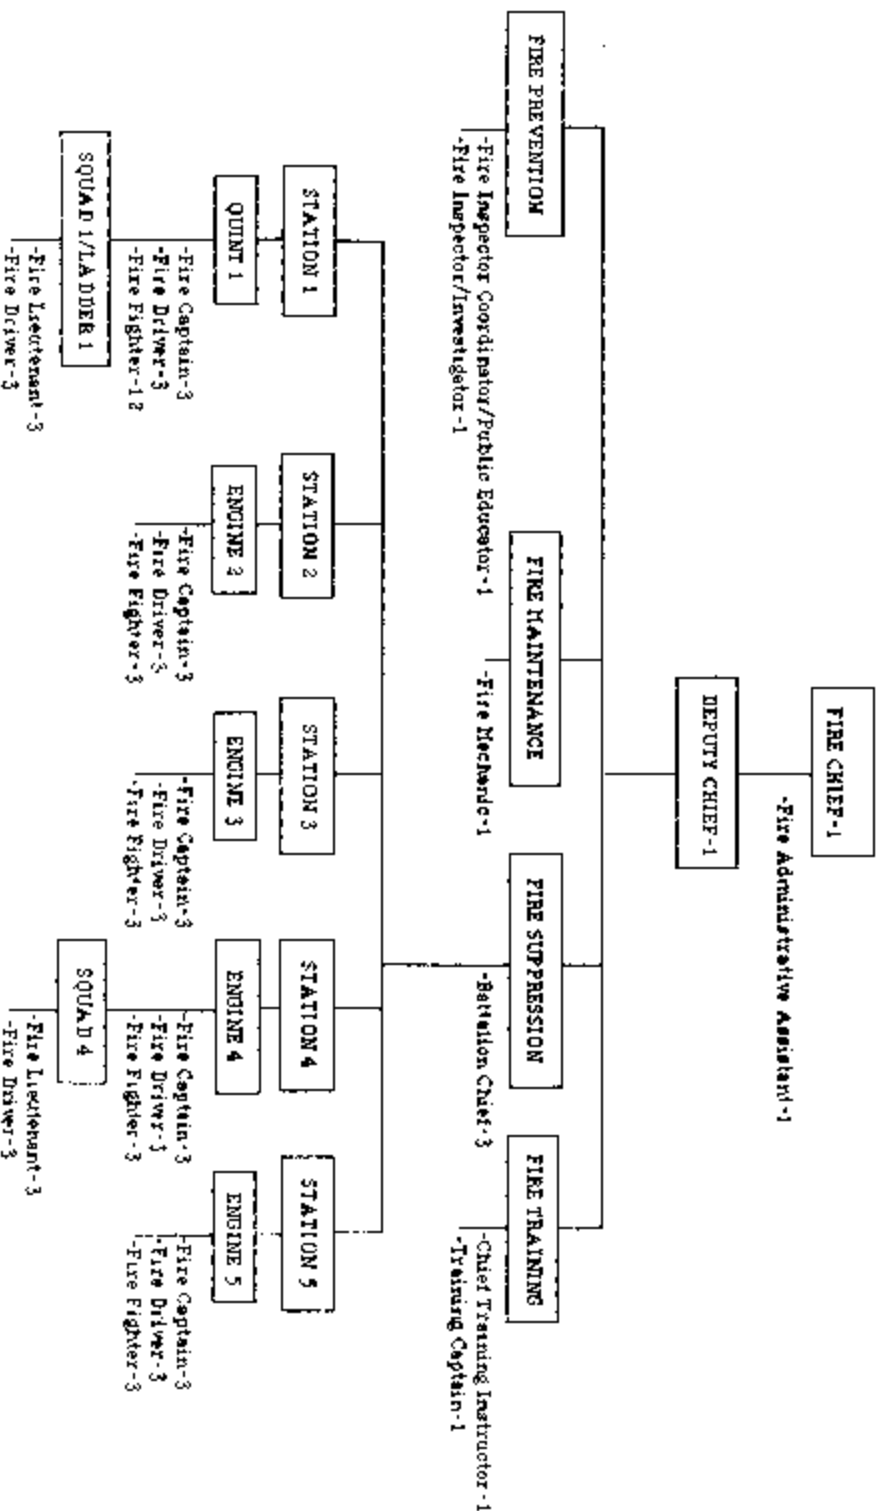 FIRE CHIEF-1
-Fire Administrative Assistant-1
DEPUTY CHIEF-1
FIRE PREVENTION
-Fire Inspector Coordinator/Public Educator-1
-Fire Inspector/Investigator-1
FIRE MAINTENANCE
-Fire Mechanic-1
FIRE SUPPRESSION
-Battalion Chief-3
FIRE TRAINING
-Chief Training Instructor-1
-Training Captain-1
STATION 1
QUINT 1
-Fire Captain-3
-Fire Driver-3
-Fire Fighter-12
SQUAD 1/LADDER 1
-Fire Lieutenant-3
-Fire Driver-3
STATION 2
ENGINE 2
-Fire Captain-3
-Fire Driver-3
-Fire Fighter-3
STATION 3
ENGINE 3
-Fire Captain-3
-Fire Driver-3
-Fire Fighter-3
STATION 4
ENGINE 4
-Fire Captain-3
-Fire Driver-3
-Fire Fighter-3
SQUAD 4
-Fire Lieutenant-3
-Fire Driver-3
STATION 5
ENGINE 5
-Fire Captain-3
-Fire Driver-3
-Fire Fighter-3